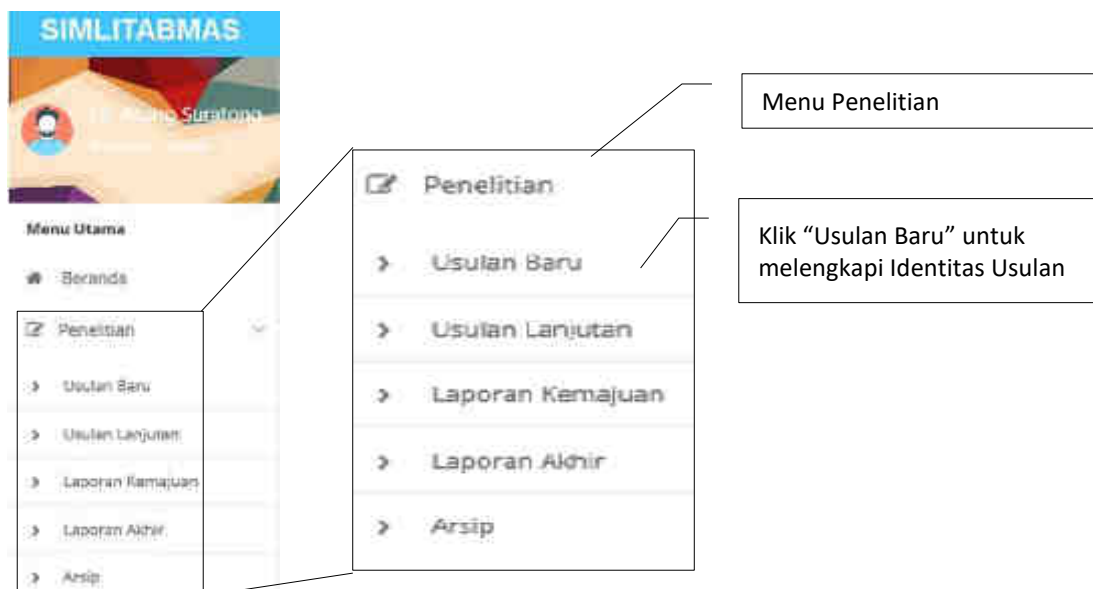 SIMLITABMAS
Suratong
Menu Utama
Beranda
Penelitian
Usulan Baru
Usulan Lanjutan
Laporan Kemajuan
Laporan Akhir
Arsip
Penelitian
Usulan Baru
Usulan Lanjutan
Laporan Kemajuan
Laporan Akhir
Arsip
Menu Penelitian
Klik “Usulan Baru” untuk
melengkapi Identitas Usulan